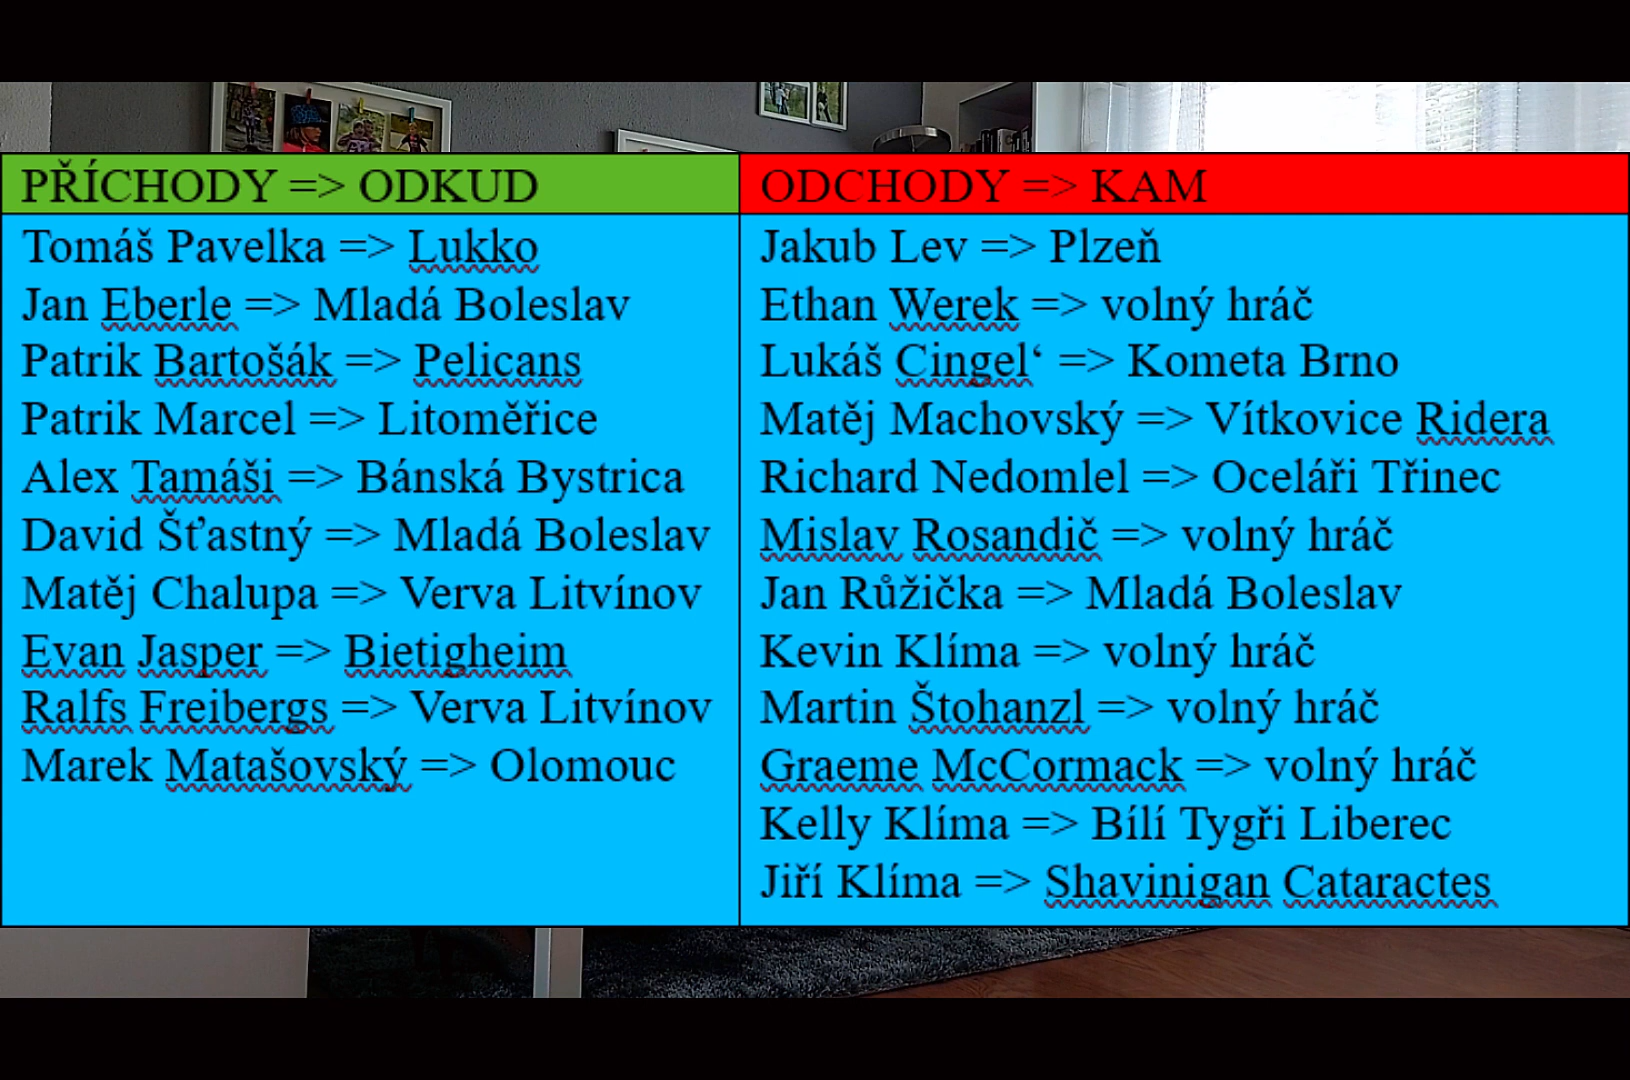 PŘÍCHODY => ODKUD
Tomáš Pavelka => Lukko
Jan Eberle => Mladá Boleslav
Patrik Bartošák => Pelicans
Patrik Marcel => Litoměřice
Alex Tamáši => Bánská Bystrica
David Šťastný => Mladá Boleslav
Matěj Chalupa => Verva Litvínov
Evan Jasper => Bietigheim
Ralfs Freibergs => Verva Litvínov
Marek Matašovský => Olomouc
ODCHODY => KAM
Jakub Lev => Plzeň
Ethan Werek => volný hráč
Lukáš Cingel‘ => Kometa Brno
Matěj Machovský => Vítkovice Ridera
Richard Nedomlel => Oceláři Třinec
Mislav Rosandič => volný hráč
Jan Růžička => Mladá Boleslav
Kevin Klíma => volný hráč
Martin Štohanzl => volný hráč
Graeme McCormack => volný hráč
Kelly Klíma => Bílí Tygři Liberec
Jiří Klíma => Shavinigan Cataractes